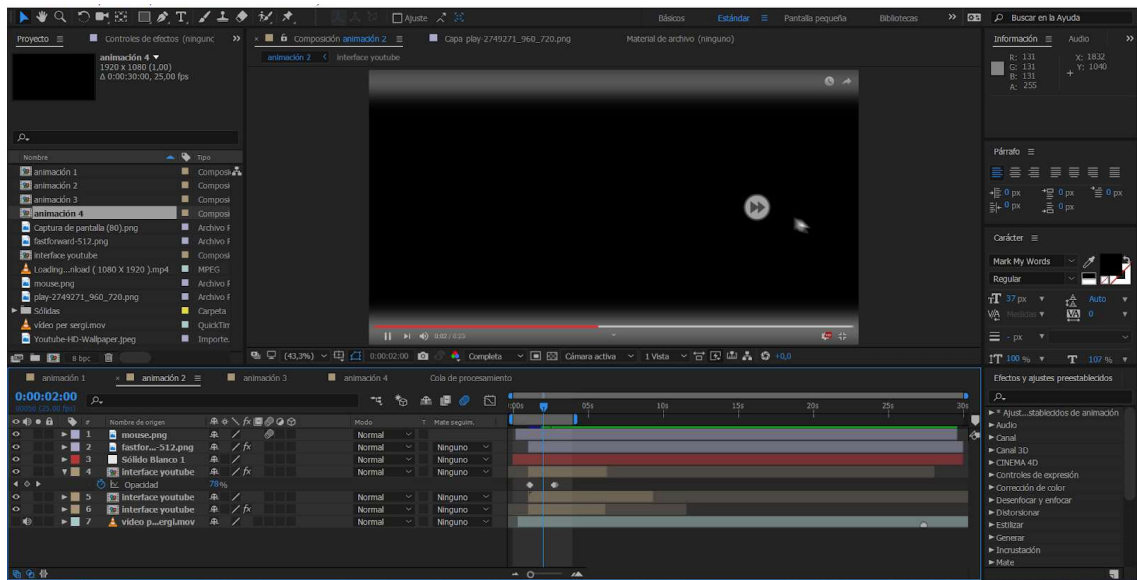 Ajuste
Básicos
Estándar
Pantalla pequeña
Bibliotecas
Buscar en la Ayuda
Proyecto
Controles de efectos (ningunc
Composición animación 2
Capa play-2749271_960_720.png
Material de archivo (ninguno)
Información
Audio
animación 4
1920 x 1080 (1,00)
Δ 0:00:30:00, 25,00 fps
animación 2
interface youtube
R: 131
G: 131
B: 131
A: 255
X: 1832
Y: 1040
Nombre
Tipo
animación 1
Composi
animación 2
Composi
animación 3
Composi
animación 4
Composi
Captura de pantalla (80).png
Archivo F
fastforward-512.png
Archivo F
interface youtube
Composi
Loading...nload ( 1080 X 1920 ).mp4
MPEG
mouse.png
Archivo F
play-2749271_960_720.png
Archivo F
Sólidas
Carpeta
video per sergi.mov
QuickTin
Youtube-HD-Wallpaper.jpeg
Importe.
8 bpc
0:02 / 0:25
(43,3%)
0:00:02:00
Completa
Cámara activa
1 Vista
+0,0
Párrafo
0 px
0 px
0 px
0 px
0 px
Carácter
Mark My Words
Regular
37 px
Auto
Medidas
0
- px
100 %
107 %
animación 1
animación 2
animación 3
animación 4
Cola de procesamiento
0:00:02:00
00050 (25.00 fps)
:00s
05s
10s
15s
20s
25s
30s
#
Nombre de origen
Modo
T
Mate seguim.
1
mouse.png
Normal
2
fastfor...-512.png
Normal
Ninguno
3
Sólido Blanco 1
Normal
Ninguno
4
interface youtube
Normal
Ninguno
Opacidad
78%
5
interface youtube
Normal
Ninguno
6
interface youtube
Normal
Ninguno
7
video p...ergi.mov
Normal
Ninguno
Efectos y ajustes preestablecidos
* Ajust...stablecidos de animación
Audio
Canal
Canal 3D
CINEMA 4D
Controles de expresión
Corrección de color
Desenfocar y enfocar
Distorsionar
Estilizar
Generar
Incrustación
Mate